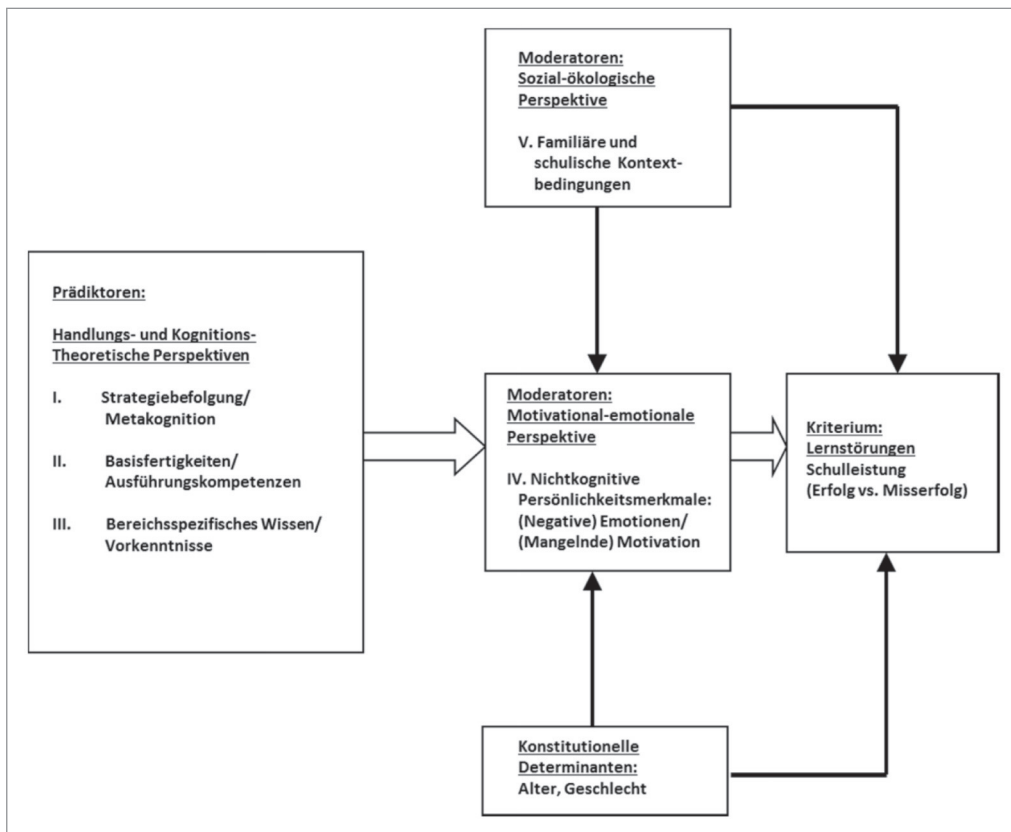 Moderatoren:
Sozial-ökologische
Perspektive
V. Familiäre und
schulische Kontext-
bedingungen
Prädiktoren:
Handlungs- und Kognitions-
Theoretische Perspektiven
I. Strategiebefolgung/
Metakognition
II. Basisfertigkeiten/
Ausführungskompetenzen
III. Bereichsspezifisches Wissen/
Vorkenntnisse
Moderatoren:
Motivational-emotionale
Perspektive
IV. Nichtkognitive
Persönlichkeitsmerkmale:
(Negative) Emotionen/
(Mangelnde) Motivation
Kriterium:
Lernstörungen
Schulleistung
(Erfolg vs. Misserfolg)
Konstitutionelle
Determinanten:
Alter, Geschlecht